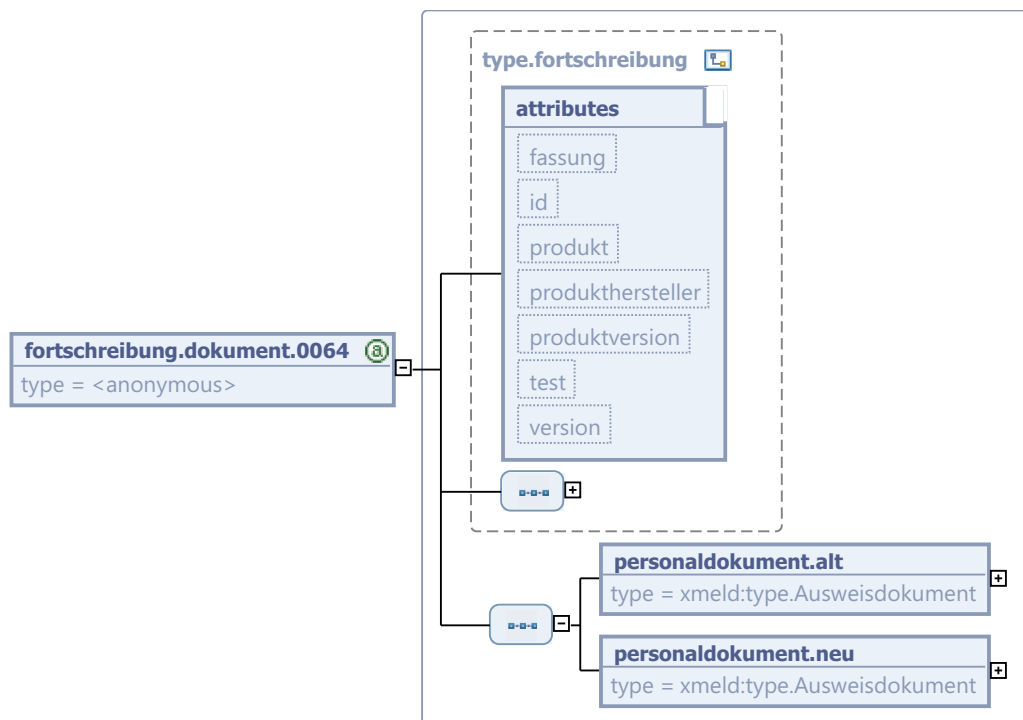 type.fortschreibung
attributes
fassung
id
produkt
produkthersteller
produktversion
test
version
fortschreibung.dokument.0064 @
type = <anonymous>
personaldokument.alt
type = xmeld:type.Ausweisdokument
personaldokument.neu
type = xmeld:type.Ausweisdokument